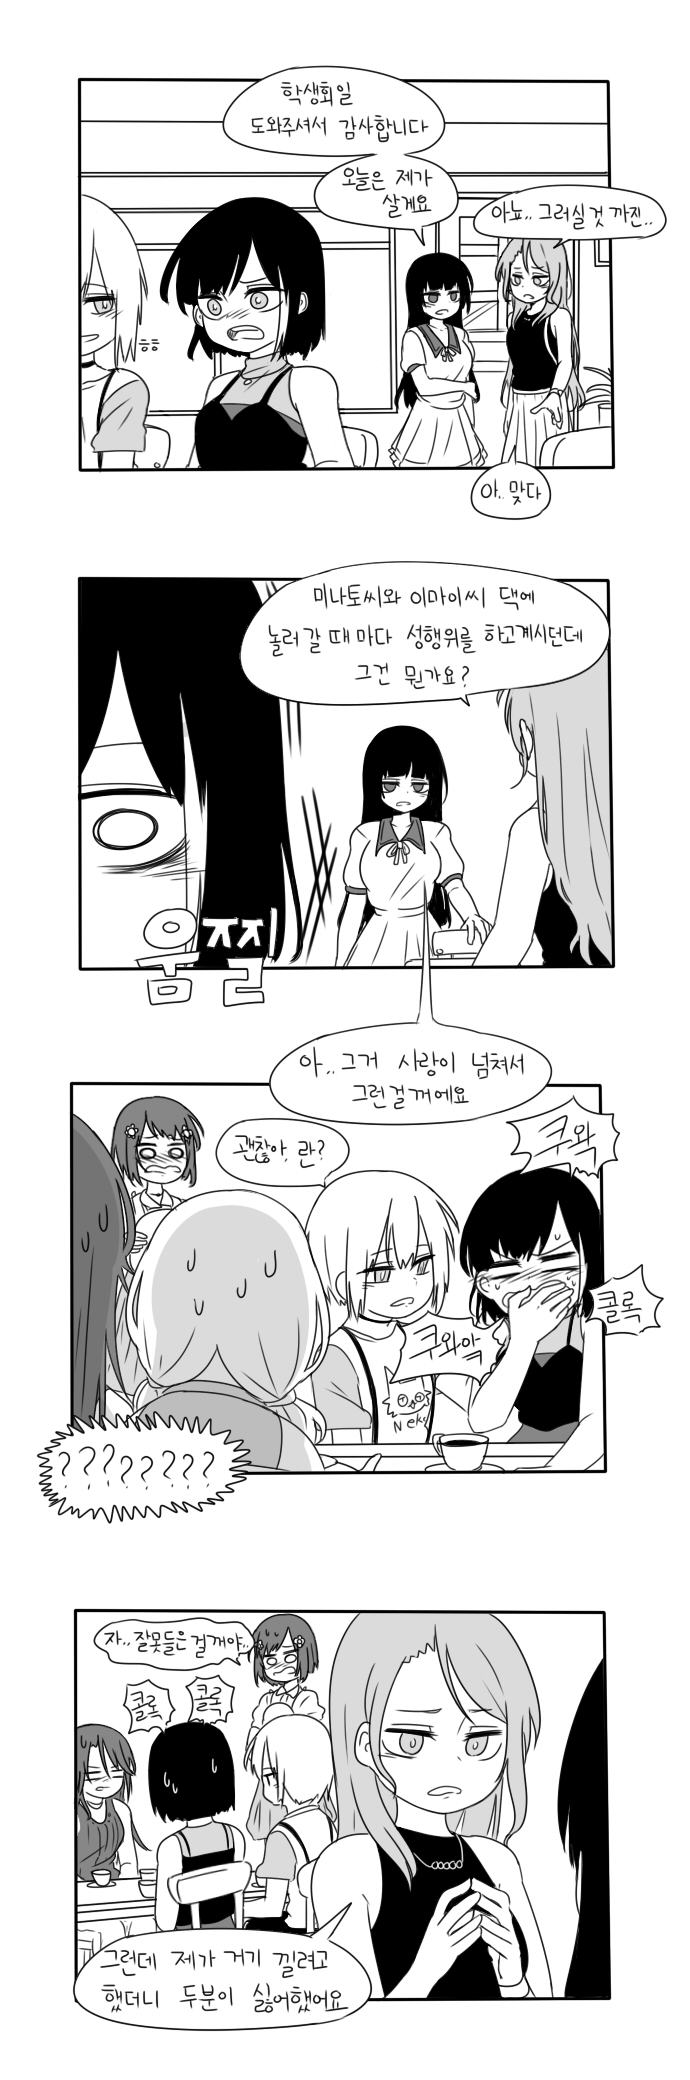 학생회일
도와주셔서 감사합니다
오늘은 제가
살게요
아뇨.. 그러실것 까진..
ㅎㅎ
아.. 맞다
미나토씨와 이마이씨 댁에
놀러갈 때마다 성행위를 하고계시던데
그건 뭔가요?
움찔
아.. 그거 사랑이 넘쳐서
그런걸꺼에요
괜찮아, 란?
쿠왁
콜록
쿠와악
Neko
????????
자.. 잘못들은 걸꺼야..
콜록
콜록
그런데 제가 거기 낄려고
했더니 두분이 싫어했어요